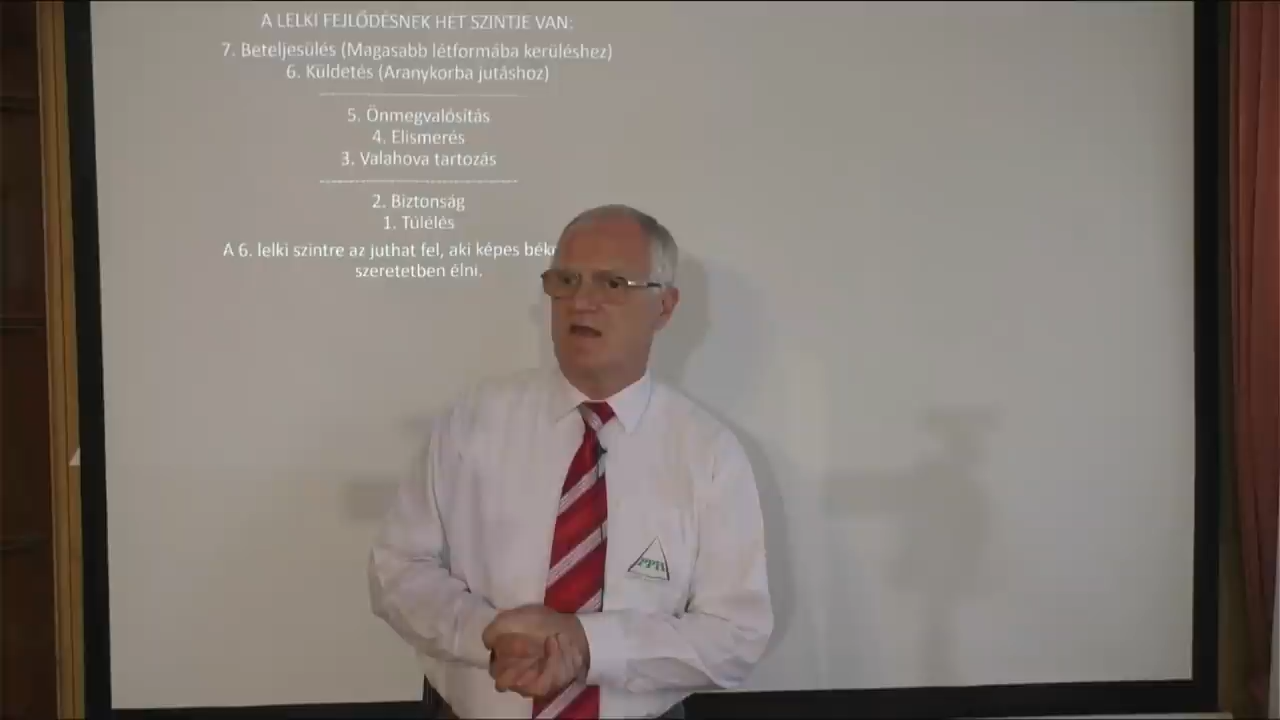 A LELKI FEJLŐDÉSNEK HÉT SZINTJE VAN:
7. Beteljesülés (Magasabb létformába kerüléshez)
6. Küldetés (Aranykorba jutáshoz)
5. Önmegvalósítás
4. Elismerés
3. Valahova tartozás
2. Biztonság
1. Túlélés
A 6. lelki szintre az juthat fel, aki képes
szeretetben élni.